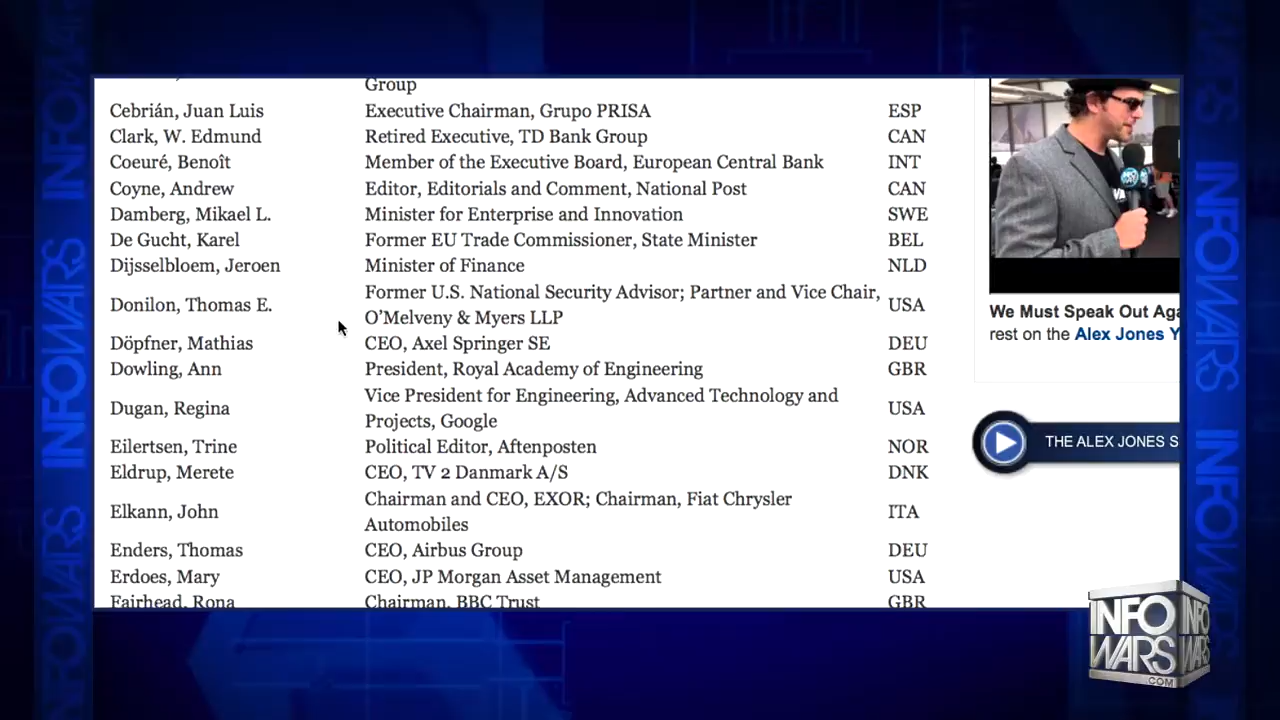 Group
Cebrián, Juan Luis Executive Chairman, Grupo PRISA ESP
Clark, W. Edmund Retired Executive, TD Bank Group CAN
Coeuré, Benoît Member of the Executive Board, European Central Bank INT
Coyne, Andrew Editor, Editorials and Comment, National Post CAN
Damberg, Mikael L. Minister for Enterprise and Innovation SWE
De Gucht, Karel Former EU Trade Commissioner, State Minister BEL
Dijsselbloem, Jeroen Minister of Finance NLD
Donilon, Thomas E. Former U.S. National Security Advisor; Partner and Vice Chair, USA
O’Melveny & Myers LLP
Döpfner, Mathias CEO, Axel Springer SE DEU
Dowling, Ann President, Royal Academy of Engineering GBR
Dugan, Regina Vice President for Engineering, Advanced Technology and USA
Projects, Google
Eilertsen, Trine Political Editor, Aftenposten NOR
Eldrup, Merete CEO, TV 2 Danmark A/S DNK
Elkann, John Chairman and CEO, EXOR; Chairman, Fiat Chrysler ITA
Automobiles
Enders, Thomas CEO, Airbus Group DEU
Erdoes, Mary CEO, JP Morgan Asset Management USA
Fairhead, Rona Chairman, BBC Trust GBR
We Must Speak Out Aga
rest on the Alex Jones Y
THE ALEX JONES S
INFO
WARS
.COM
INFO
WARS
INFOWARS
INFOWARS
INFOWARS
INFOWARS
INFOWARS